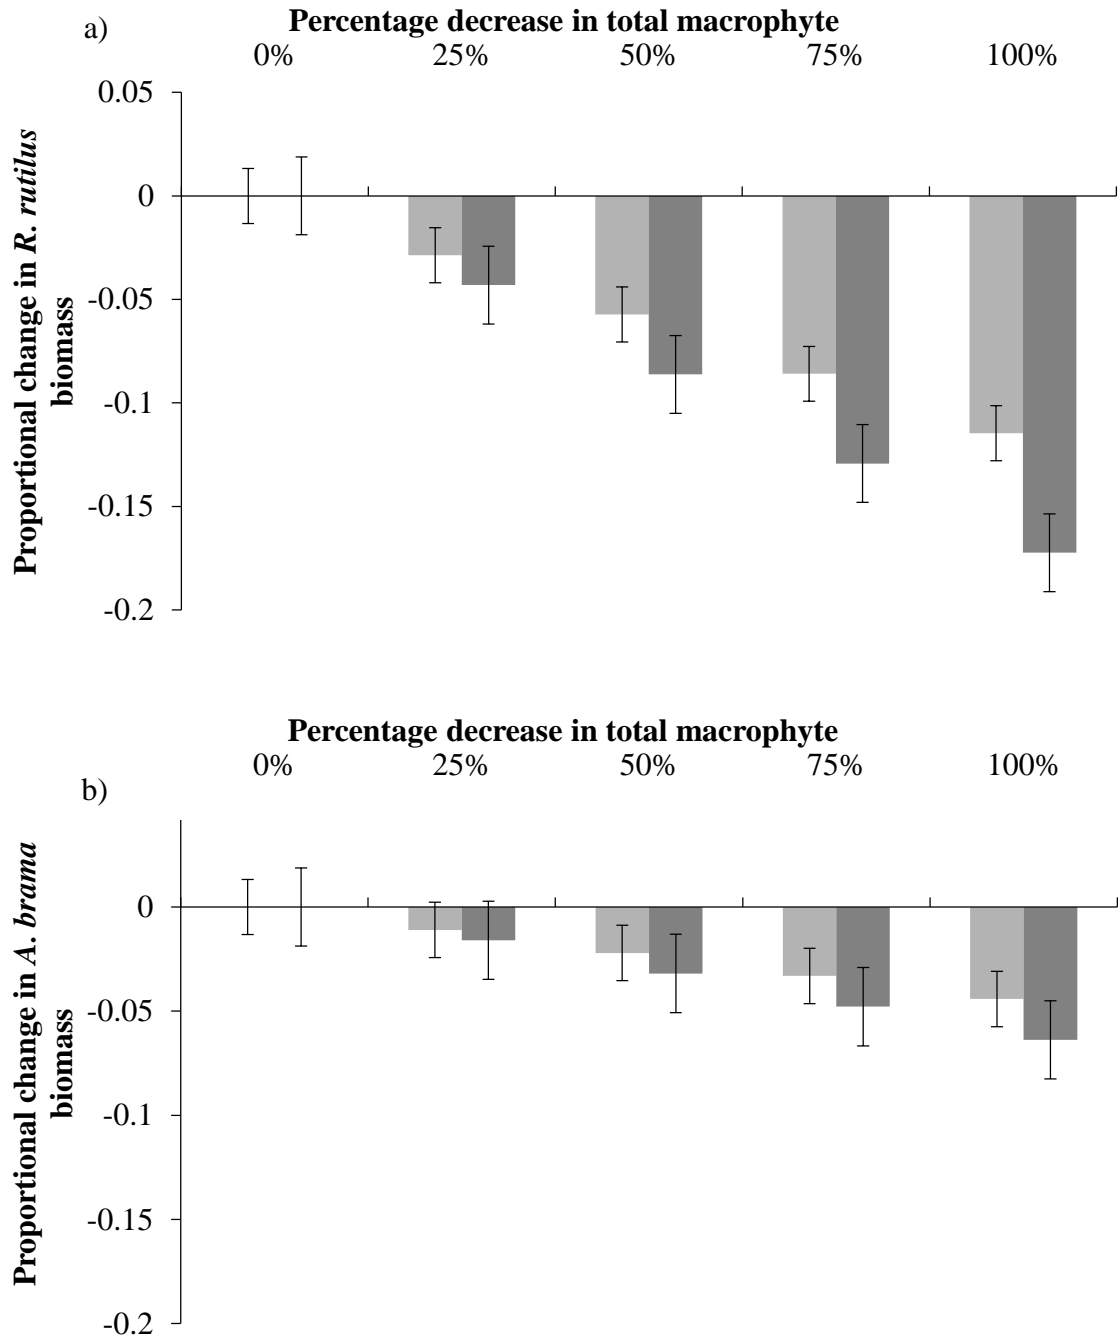 a)
Percentage decrease in total macrophyte
0% 25% 50% 75% 100%
Proportional change in R. rutilus
biomass
0.05
0
-0.05
-0.1
-0.15
-0.2
b)
Percentage decrease in total macrophyte
0% 25% 50% 75% 100%
Proportional change in A. brama
biomass
0
-0.05
-0.1
-0.15
-0.2